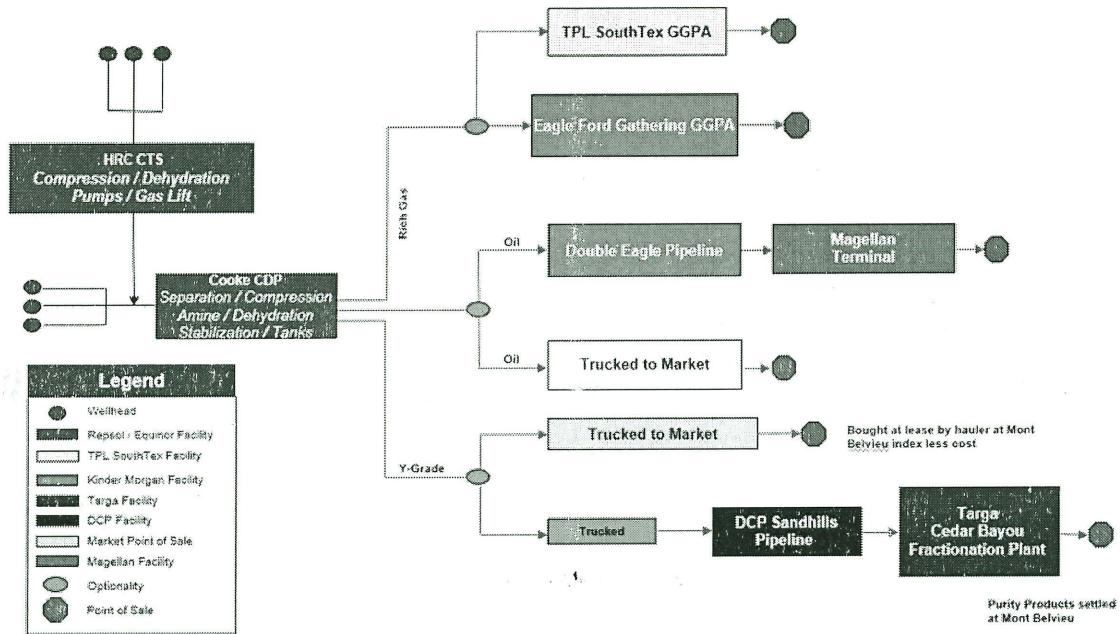 TPL SouthTex GGPA
Eagle Ford Gathering GGPA
HRC CTS
Compression / Dehydration
Pumps / Gas Lift
Rich Gas
Oil
Double Eagle Pipeline
Magellan
Terminal
Cooke CDP
Separation / Compression
Amine / Dehydration
Stabilization / Tanks
Oil
Trucked to Market
Legend
Wellhead
Repsol / Equinor Facility
TPL SouthTex Facility
Kinder Morgan Facility
Targa Facility
DCP Facility
Market Point of Sale
Magellan Facility
Optionality
Point of Sale
Trucked to Market
Bought at lease by hauler at Mont
Belvieu index less cost
Y-Grade
Trucked
DCP Sandhills
Pipeline
Targa
Cedar Bayou
Fractionation Plant
Purity Products settled
at Mont Belvieu